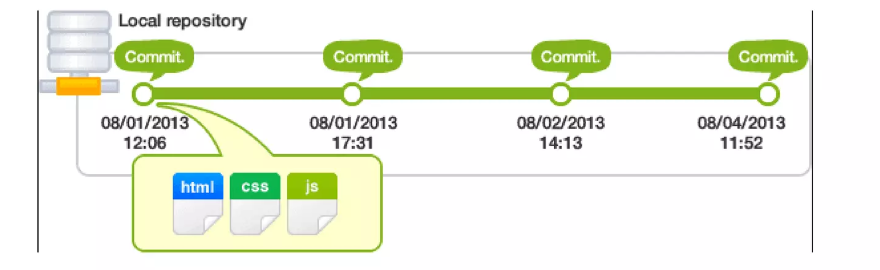 Local repository
Commit. Commit. Commit. Commit.
08/01/2013 08/01/2013 08/02/2013 08/04/2013
12:06 17:31 14:13 11:52
html css js